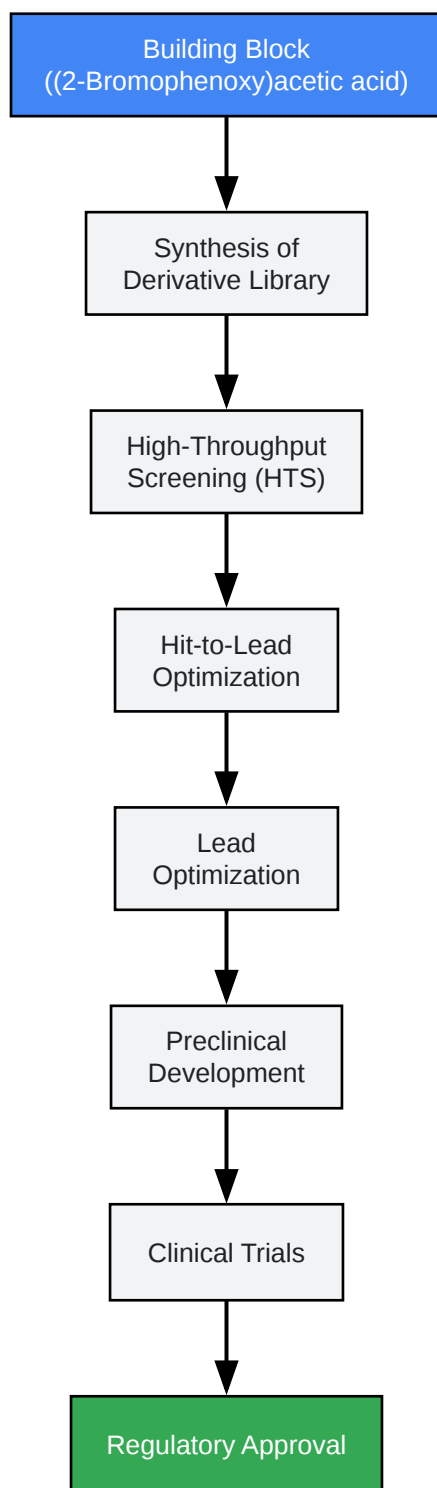 Building Block
((2-Bromophenoxy)acetic acid)
Synthesis of
Derivative Library
High-Throughput
Screening (HTS)
Hit-to-Lead
Optimization
Lead
Optimization
Preclinical
Development
Clinical Trials
Regulatory Approval